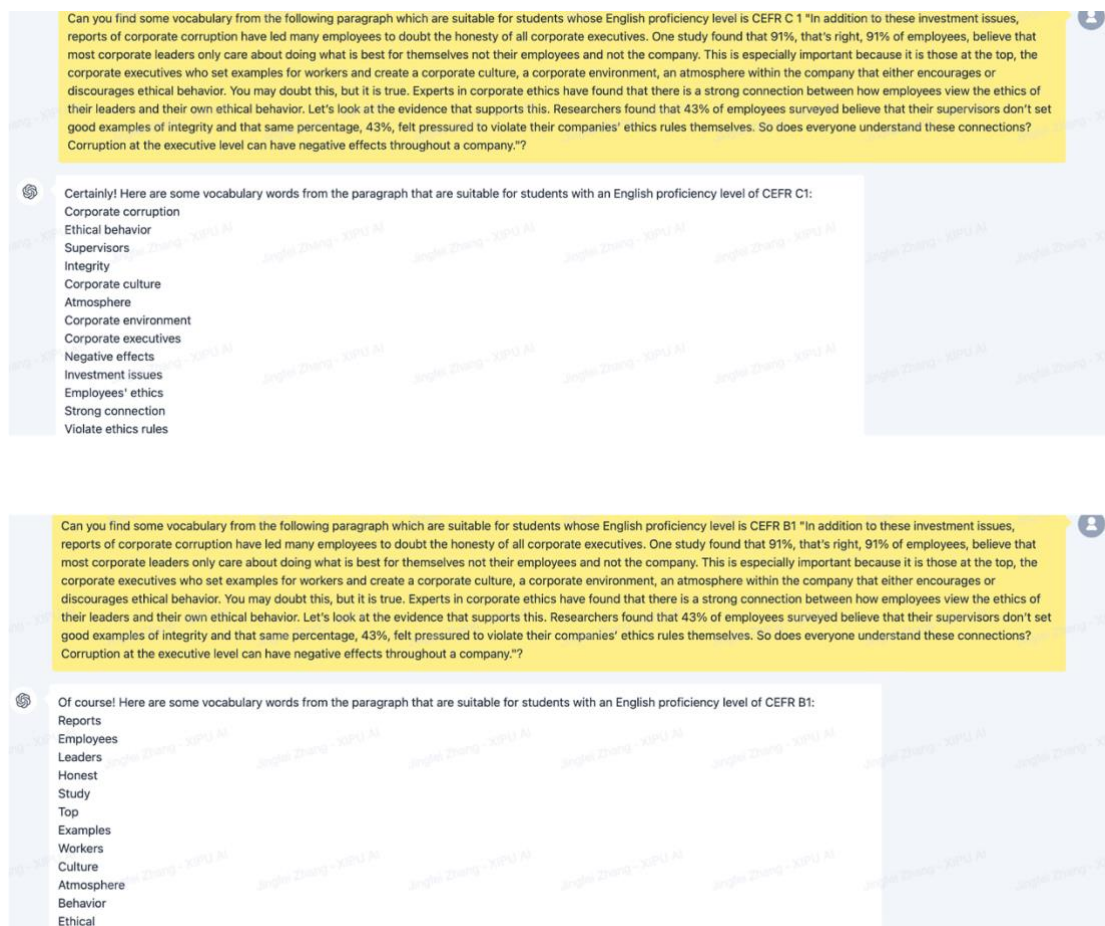 Can you find some vocabulary from the following paragraph which are suitable for students whose English proficiency level is CEFR C 1 "In addition to these investment issues,
reports of corporate corruption have led many employees to doubt the honesty of all corporate executives. One study found that 91%, that's right, 91% of employees, believe that
most corporate leaders only care about doing what is best for themselves not their employees and not the company. This is especially important because it is those at the top, the
corporate executives who set examples for workers and create a corporate culture, a corporate environment, an atmosphere within the company that either encourages or
discourages ethical behavior. You may doubt this, but it is true. Experts in corporate ethics have found that there is a strong connection between how employees view the ethics of
their leaders and their own ethical behavior. Let's look at the evidence that supports this. Researchers found that 43% of employees surveyed believe that their supervisors don't set
good examples of integrity and that same percentage, 43%, felt pressured to violate their companies' ethics rules themselves. So does everyone understand these connections?
Corruption at the executive level can have negative effects throughout a company."?
Certainly! Here are some vocabulary words from the paragraph that are suitable for students with an English proficiency level of CEFR C1:
Corporate corruption
Ethical behavior
Supervisors
Integrity
Corporate culture
Atmosphere
Corporate environment
Corporate executives
Negative effects
Investment issues
Employees' ethics
Strong connection
Violate ethics rules
Can you find some vocabulary from the following paragraph which are suitable for students whose English proficiency level is CEFR B1 "In addition to these investment issues,
reports of corporate corruption have led many employees to doubt the honesty of all corporate executives. One study found that 91%, that's right, 91% of employees, believe that
most corporate leaders only care about doing what is best for themselves not their employees and not the company. This is especially important because it is those at the top, the
corporate executives who set examples for workers and create a corporate culture, a corporate environment, an atmosphere within the company that either encourages or
discourages ethical behavior. You may doubt this, but it is true. Experts in corporate ethics have found that there is a strong connection between how employees view the ethics of
their leaders and their own ethical behavior. Let's look at the evidence that supports this. Researchers found that 43% of employees surveyed believe that their supervisors don't set
good examples of integrity and that same percentage, 43%, felt pressured to violate their companies' ethics rules themselves. So does everyone understand these connections?
Corruption at the executive level can have negative effects throughout a company."?
Of course! Here are some vocabulary words from the paragraph that are suitable for students with an English proficiency level of CEFR B1:
Reports
Employees
Leaders
Honest
Study
Top
Examples
Workers
Culture
Atmosphere
Behavior
Ethical